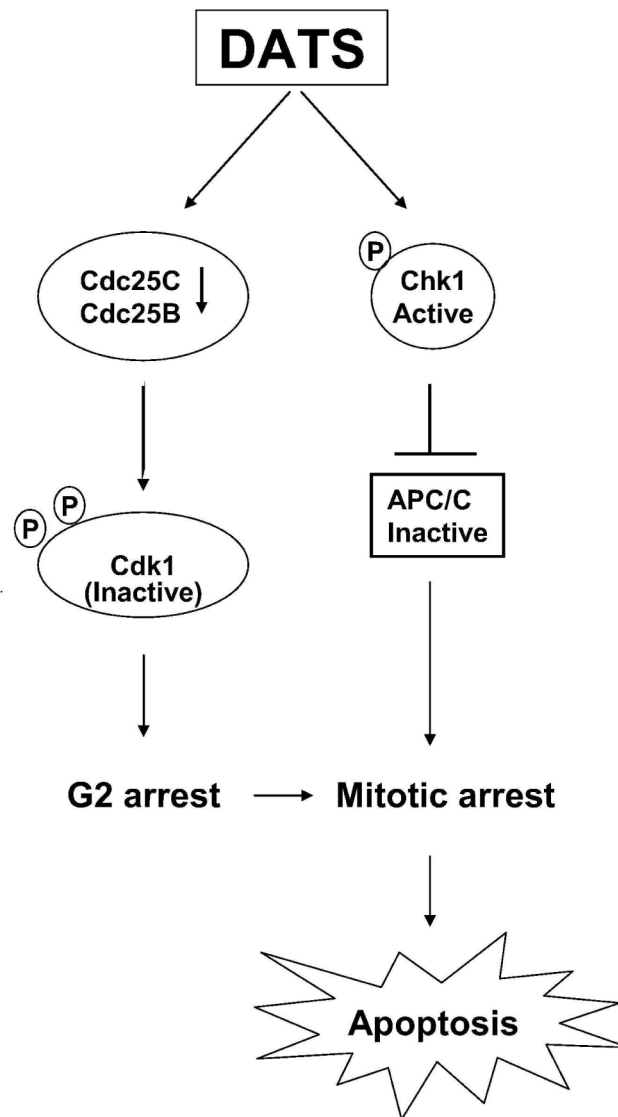 DATS
Cdc25C
Cdc25B
P
Chk1
Active
P
P
Cdk1
(Inactive)
APC/C
Inactive
G2 arrest
Mitotic arrest
Apoptosis